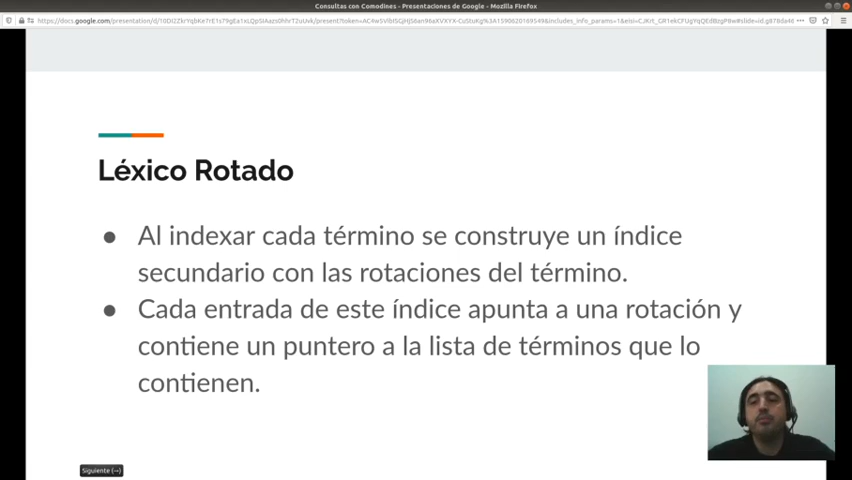 Consultas con Comodines - Presentaciones de Google - Mozilla Firefox
Léxico Rotado
● Al indexar cada término se construye un índice
secundario con las rotaciones del término.
● Cada entrada de este índice apunta a una rotación y
contiene un puntero a la lista de términos que lo
contienen.
Siguiente (→)